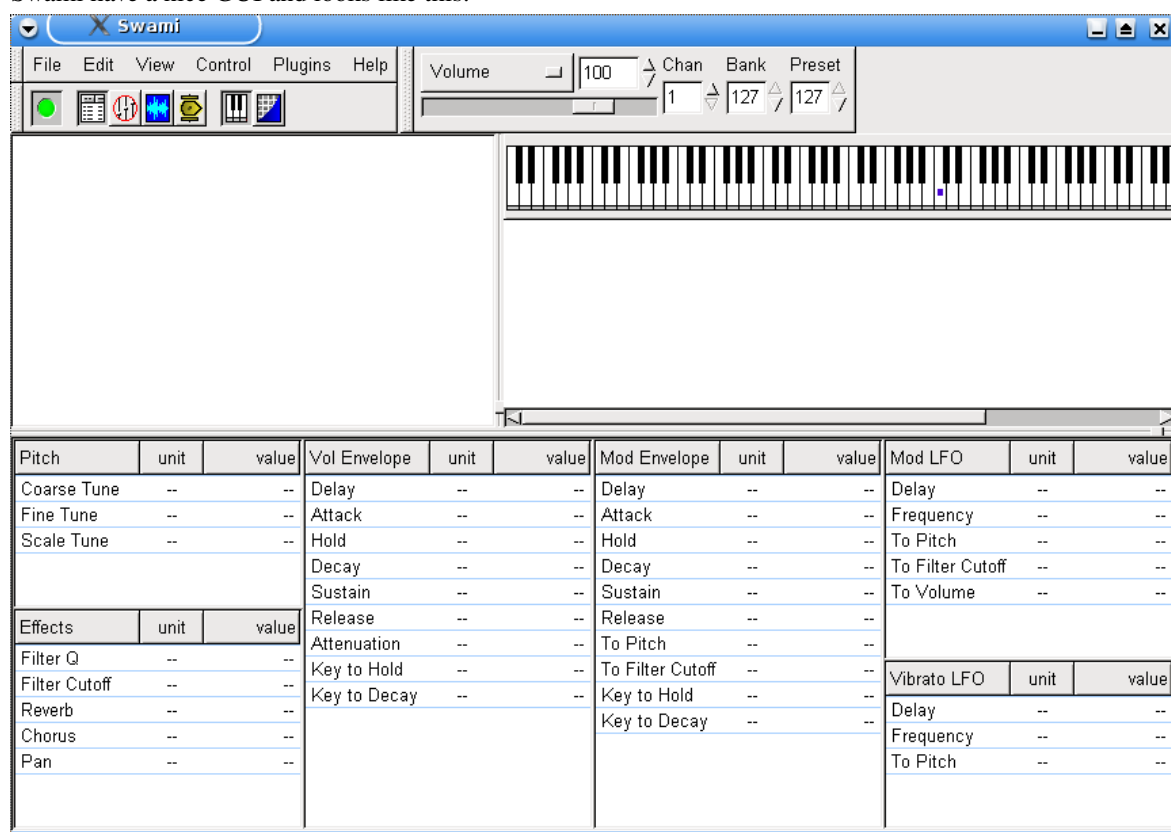 Swami have a nice GUI and looks like this:
Swami
File Edit View Control Plugins Help
Volume 100 Chan Bank Preset
1 127 127
Pitch unit value
Coarse Tune -- --
Fine Tune -- --
Scale Tune -- --
Effects unit value
Filter Q -- --
Filter Cutoff -- --
Reverb -- --
Chorus -- --
Pan -- --
Vol Envelope unit value
Delay -- --
Attack -- --
Hold -- --
Decay -- --
Sustain -- --
Release -- --
Attenuation -- --
Key to Hold -- --
Key to Decay -- --
Mod Envelope unit value
Delay -- --
Attack -- --
Hold -- --
Decay -- --
Sustain -- --
Release -- --
To Pitch -- --
To Filter Cutoff -- --
Key to Hold -- --
Key to Decay -- --
Mod LFO unit value
Delay -- --
Frequency -- --
To Pitch -- --
To Filter Cutoff -- --
To Volume -- --
Vibrato LFO unit value
Delay -- --
Frequency -- --
To Pitch -- --